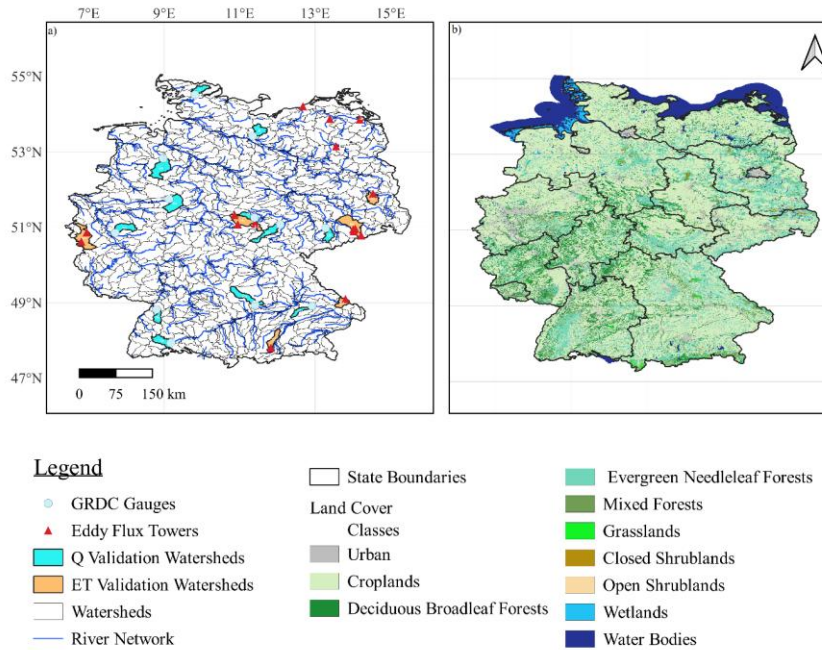 7°E 9°E 11°E 13°E 15°E
a)
b)
55°N
53°N
51°N
49°N
47°N
0 75 150 km
Legend
GRDC Gauges
Eddy Flux Towers
Q Validation Watersheds
ET Validation Watersheds
Watersheds
River Network
State Boundaries
Land Cover
Classes
Urban
Croplands
Deciduous Broadleaf Forests
Evergreen Needleleaf Forests
Mixed Forests
Grasslands
Closed Shrublands
Open Shrublands
Wetlands
Water Bodies